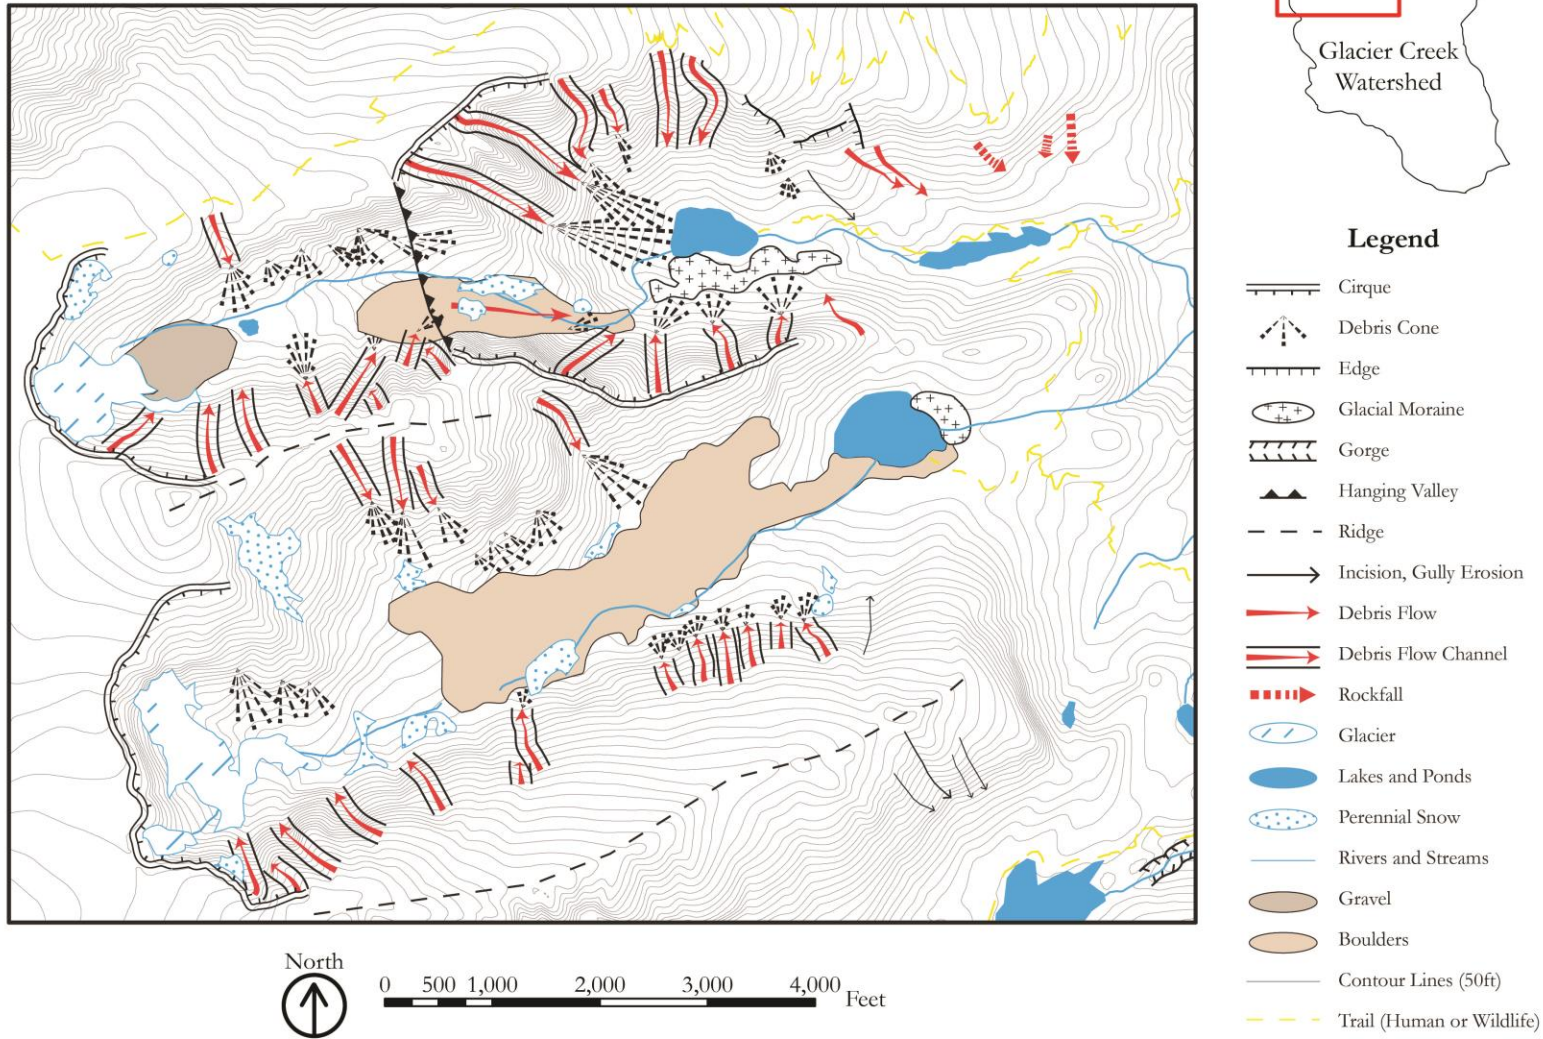 Glacier Creek
Watershed
Legend
Cirque
Debris Cone
Edge
Glacial Moraine
Gorge
Hanging Valley
Ridge
Incision, Gully Erosion
Debris Flow
Debris Flow Channel
Rockfall
Glacier
Lakes and Ponds
Perennial Snow
Rivers and Streams
Gravel
Boulders
Contour Lines (50ft)
Trail (Human or Wildlife)
North
0 500 1,000 2,000 3,000 4,000 Feet